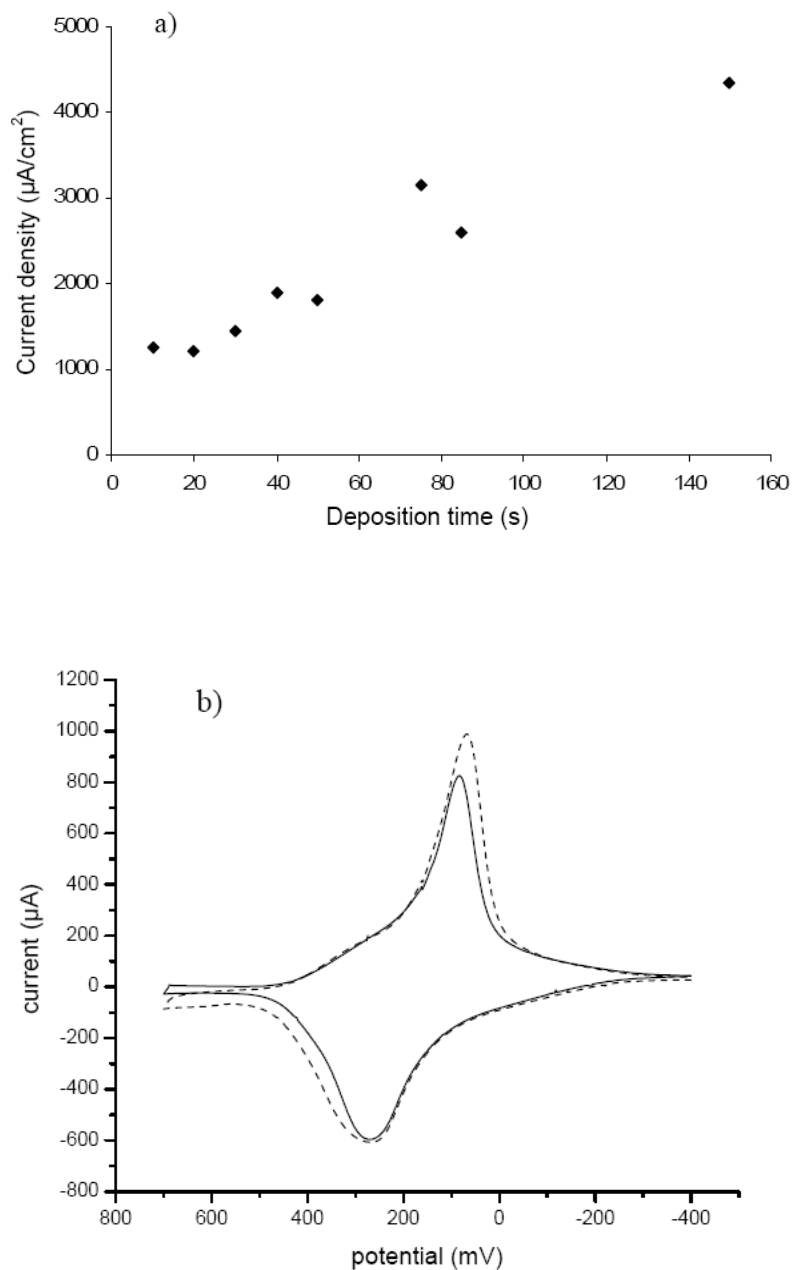 a)
5000
4000
3000
2000
1000
0
Current density (µA/cm²)
0 20 40 60 80 100 120 140 160
Deposition time (s)
b)
1200
1000
800
600
400
200
0
-200
-400
-600
-800
current (µA)
800 600 400 200 0 -200 -400
potential (mV)